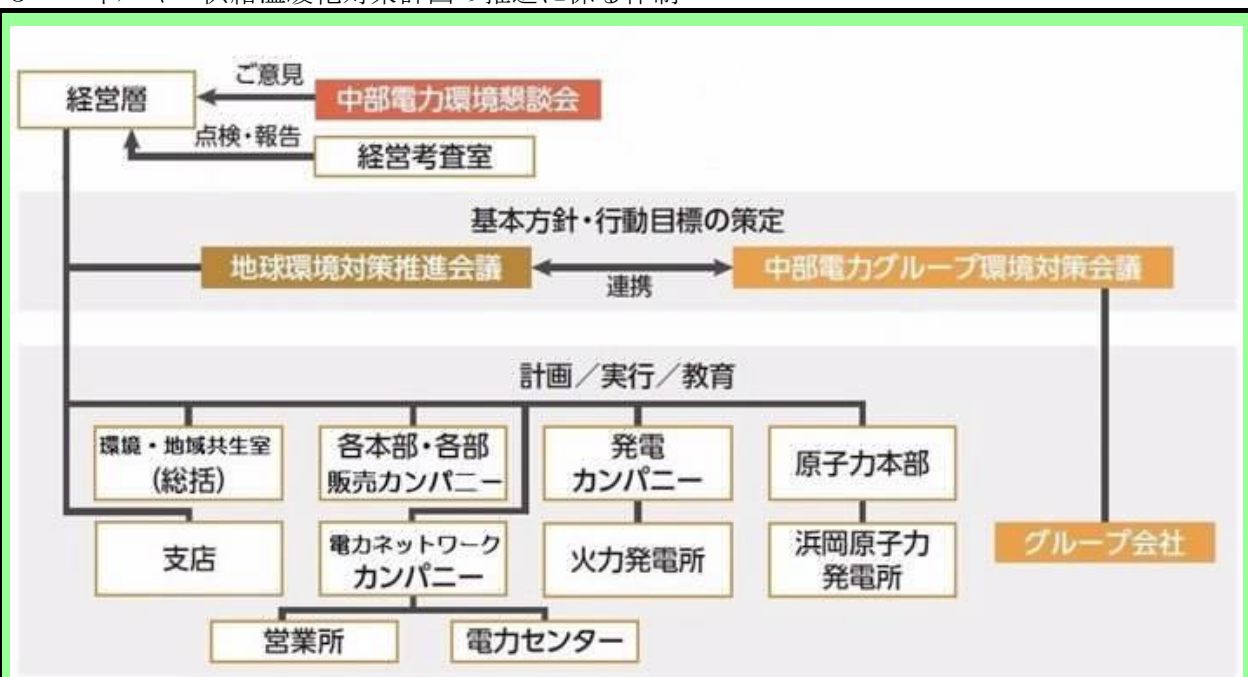 経営層
ご意見
中部電力環境懇談会
点検・報告
経営考査室
基本方針・行動目標の策定
地球環境対策推進会議
連携
中部電力グループ環境対策会議
計画／実行／教育
環境・地域共生室
(総括)
各本部・各部
販売カンパニー
発電
カンパニー
原子力本部
支店
電力ネットワーク
カンパニー
火力発電所
浜岡原子力
発電所
グループ会社
営業所
電力センター